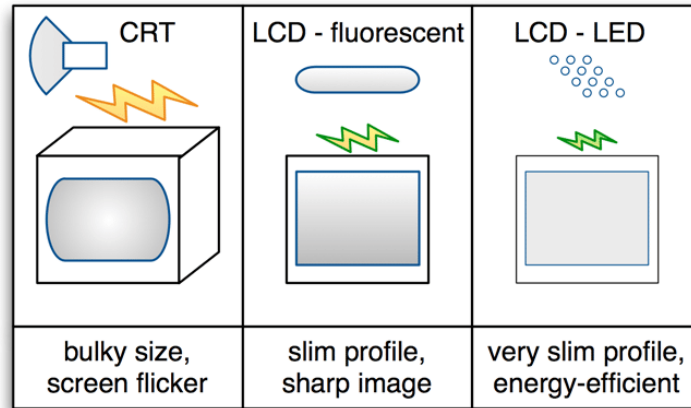 CRT
LCD - fluorescent
LCD - LED
bulky size,
screen flicker
slim profile,
sharp image
very slim profile,
energy-efficient